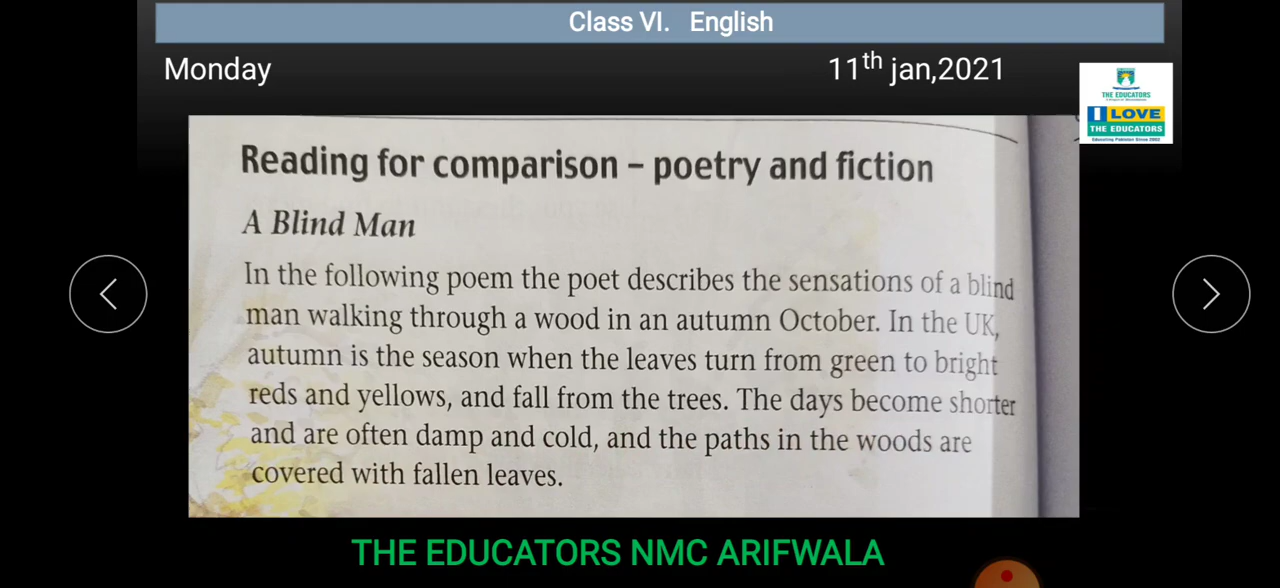 Class VI. English
Monday
11th jan,2021
THE EDUCATORS
I LOVE
THE EDUCATORS
Educating Pakistan Since 2002
Reading for comparison – poetry and fiction
A Blind Man
In the following poem the poet describes the sensations of a blind
man walking through a wood in an autumn October. In the UK,
autumn is the season when the leaves turn from green to bright
reds and yellows, and fall from the trees. The days become shorter
and are often damp and cold, and the paths in the woods are
covered with fallen leaves.
THE EDUCATORS NMC ARIFWALA